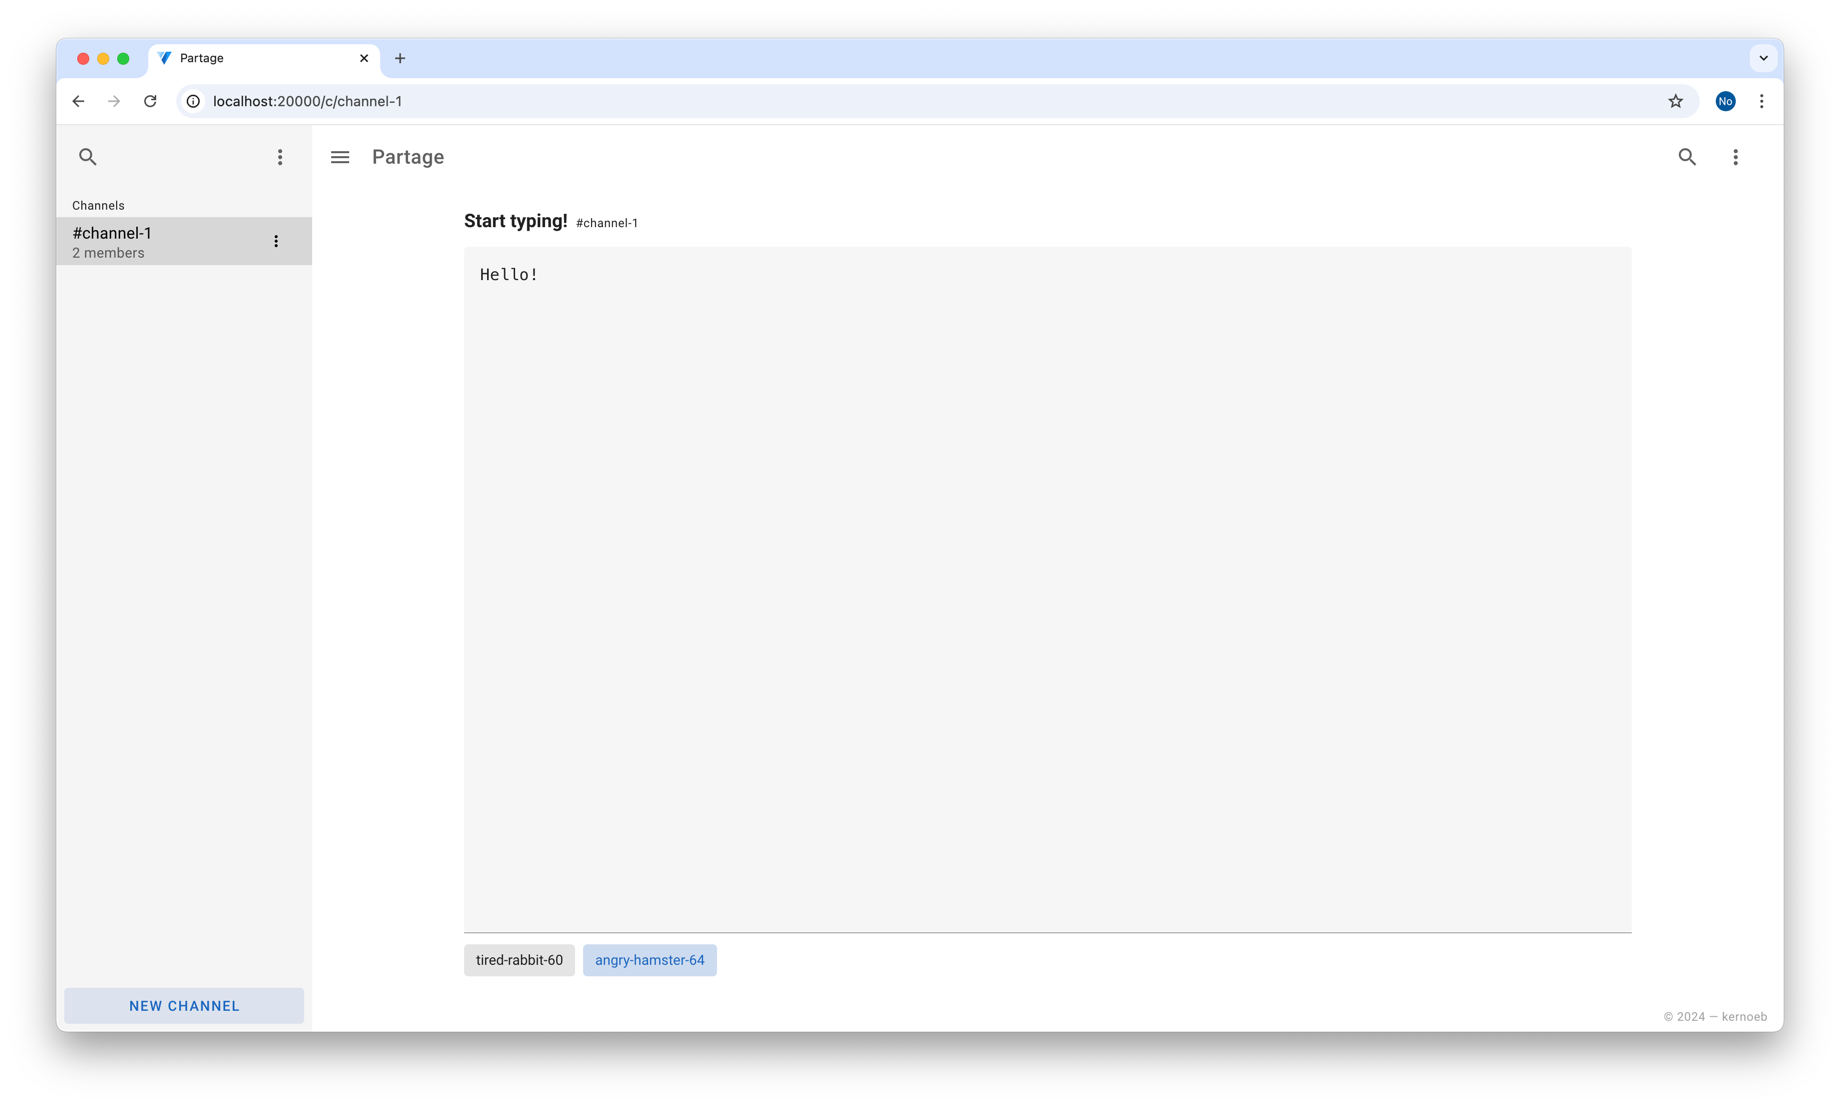 Partage
localhost:20000/c/channel-1
No
Partage
Channels
#channel-1
2 members
Start typing! #channel-1
Hello!
tired-rabbit-60 angry-hamster-64
NEW CHANNEL
© 2024 — kernoeb